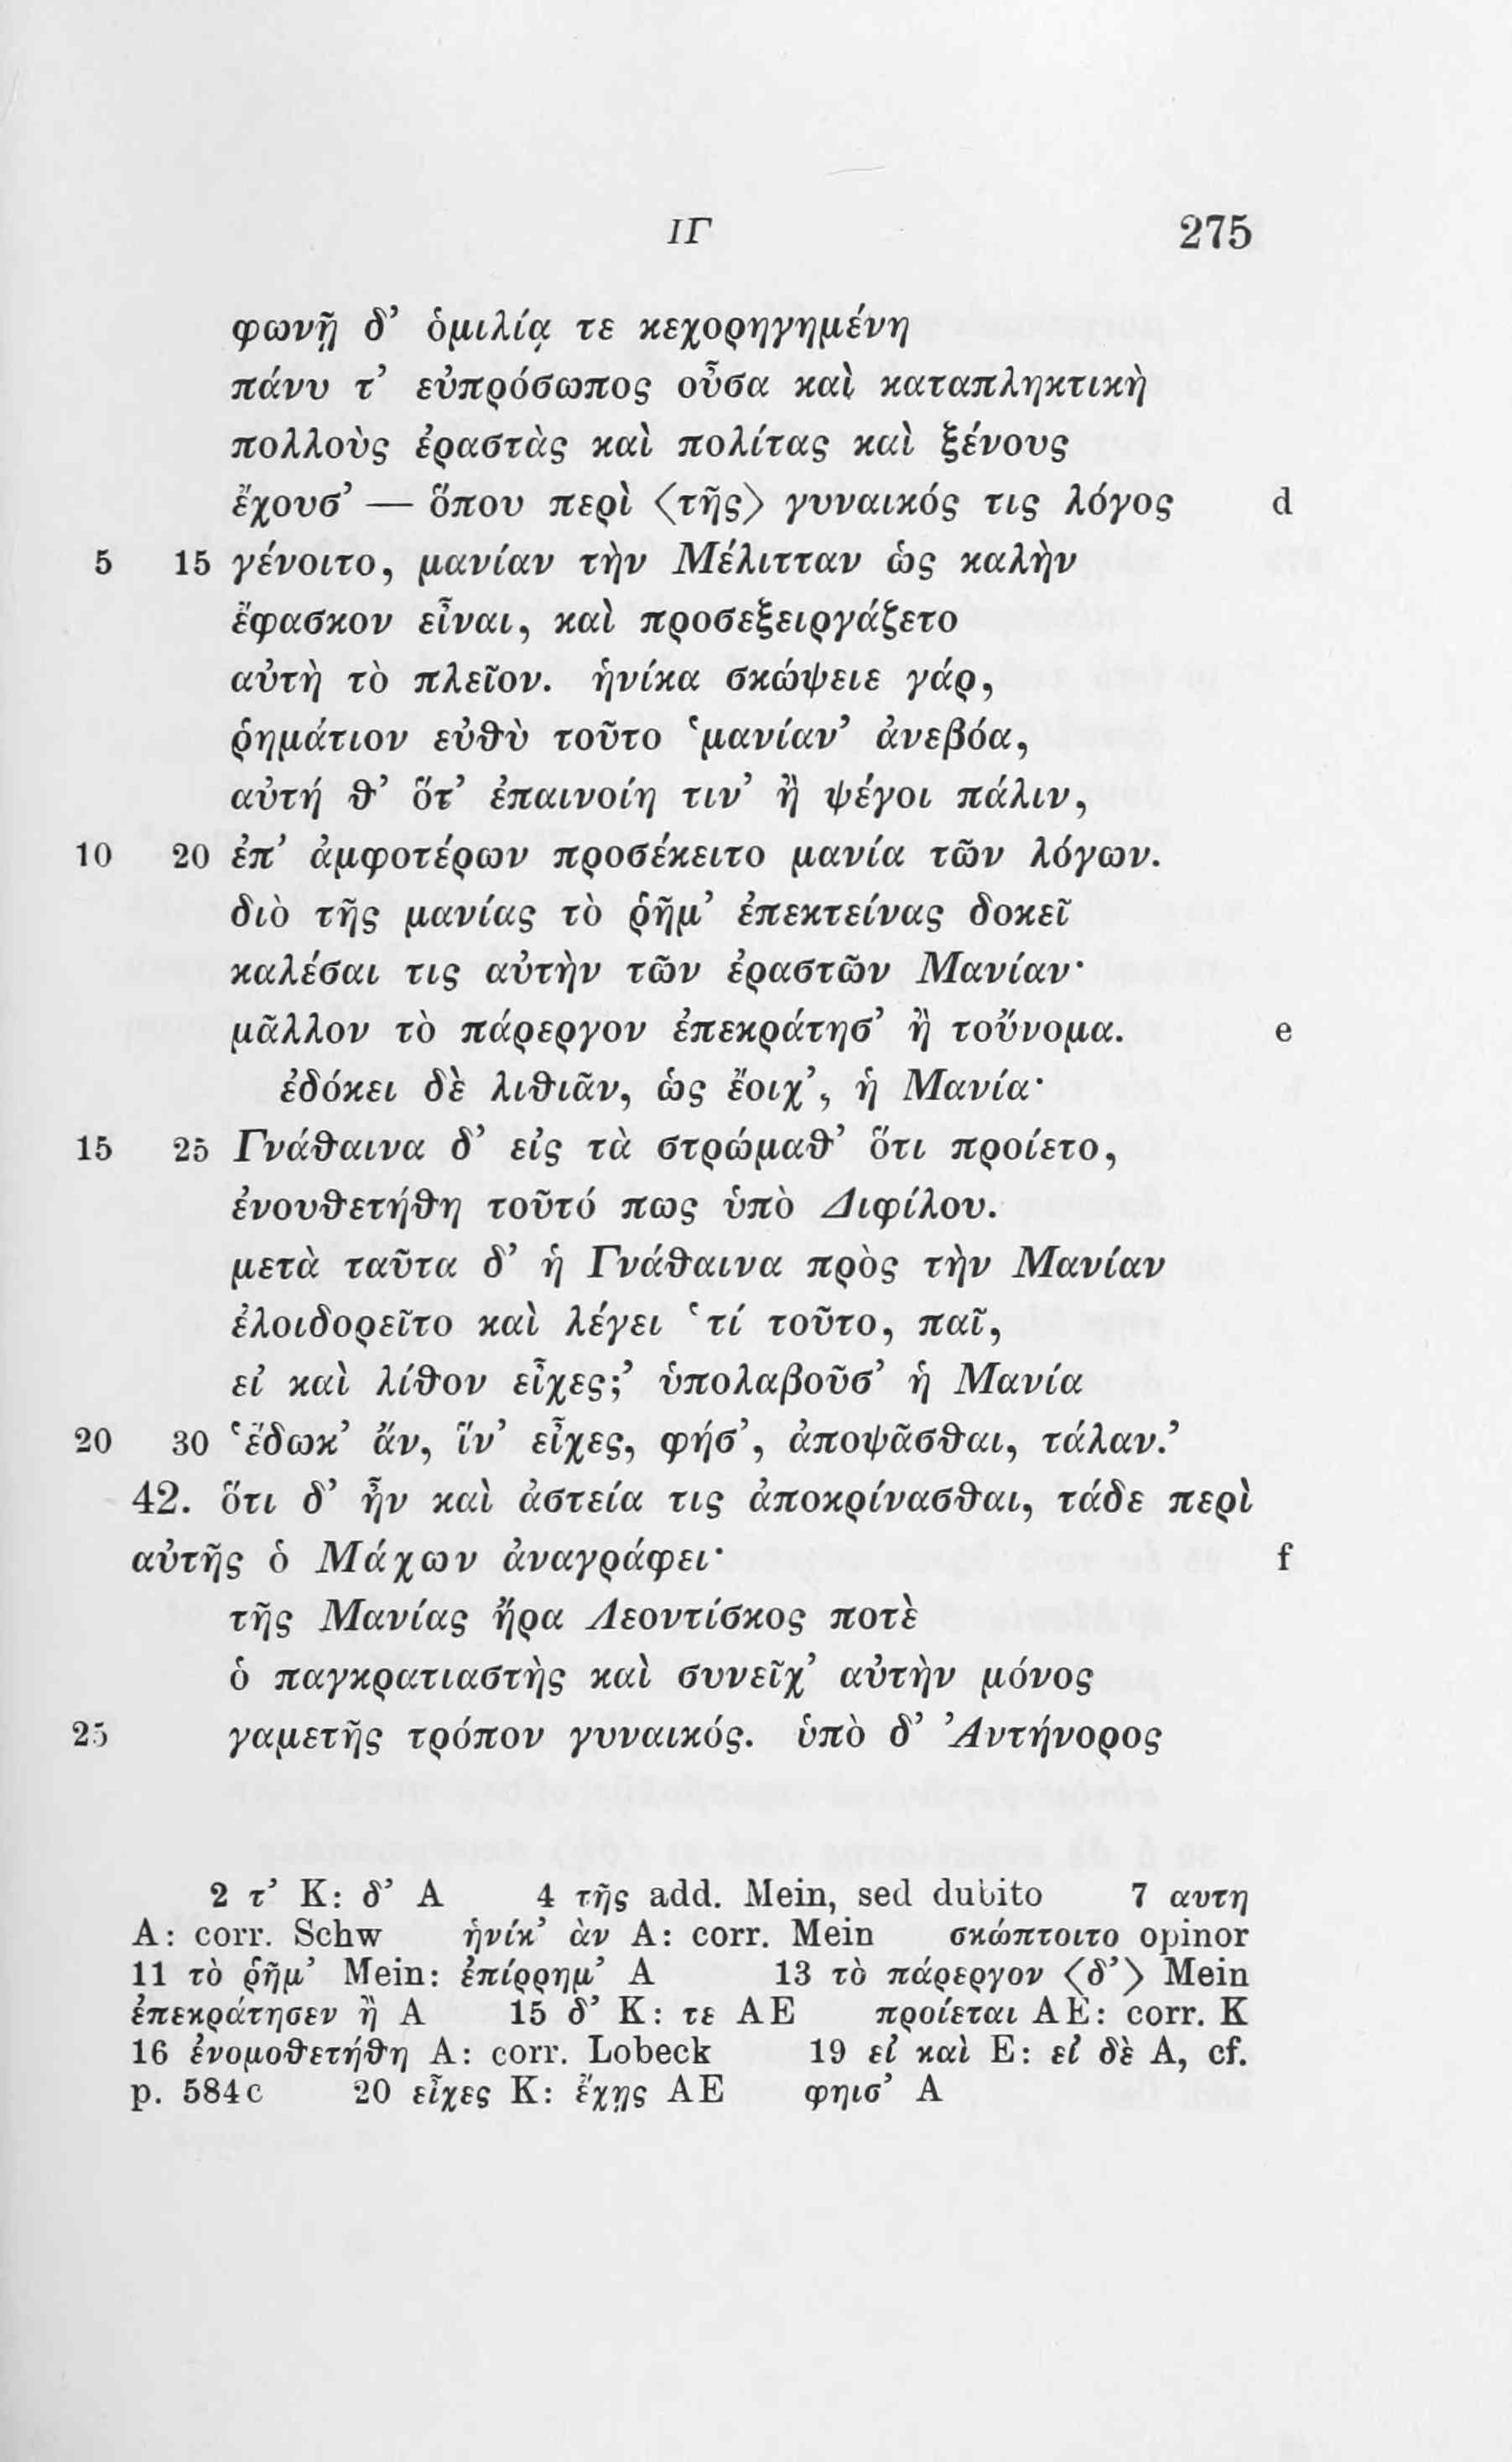 ΙΓ 275
φωνῇ δ’ ὁμιλίᾳ τε κεχορηγημένη
πάνυ τ’ εὐπρόσωπος οὖσα καὶ καταπληκτικὴ
πολλοὺς ἐραστὰς καὶ πολίτας καὶ ξένους
ἔχουσ’ — ὅπου περὶ 〈τῆς〉 γυναικός τις λόγος d
5 15 γένοιτο, μανίαν τὴν Μέλιτταν ὡς καλὴν
ἔφασκον εἶναι, καὶ προσεξειργάζετο
αὐτὴ τὸ πλεῖον. ἡνίκα σκώψειε γάρ,
ῥημάτιον εὐθὺ τοῦτο ‘μανίαν’ ἀνεβόα,
αὐτή θ’ ὅτ’ ἐπαινοίη τιν’ ἢ ψέγοι πάλιν,
10 20 ἐπ’ ἀμφοτέρων προσέκειτο μανία τῶν λόγων.
διὸ τῆς μανίας τὸ ῥῆμ’ ἐπεκτείνας δοκεῖ
καλέσαι τις αὐτὴν τῶν ἐραστῶν Μανίαν·
μᾶλλον τὸ πάρεργον ἐπεκράτησ’ ἢ τοὔνομα. e
ἐδόκει δὲ λιθιᾶν, ὡς ἔοιχ’, ἡ Μανία·
15 25 Γνάθαινα δ’ εἰς τὰ στρώμαθ’ ὅτι προίετο,
ἐνουθετήθη τοῦτό πως ὑπὸ Διφίλου.
μετὰ ταῦτα δ’ ἡ Γνάθαινα πρὸς τὴν Μανίαν
ἐλοιδορεῖτο καὶ λέγει ‘τί τοῦτο, παῖ,
εἰ καὶ λίθον εἶχες;’ ὑπολαβοῦσ’ ἡ Μανία
20 30 ‘ἔδωκ’ ἄν, ἵν’ εἶχες, φήσ’, ἀποψᾶσθαι, τάλαν.’
42. ὅτι δ’ ἦν καὶ ἀστεία τις ἀποκρίνασθαι, τάδε περὶ
αὐτῆς ὁ Μάχων ἀναγράφει· f
τῆς Μανίας ἤρα Λεοντίσκος ποτὲ
ὁ παγκρατιαστὴς καὶ συνεῖχ’ αὐτὴν μόνος
25 γαμετῆς τρόπον γυναικός. ὑπὸ δ’ Ἀντήνορος
2 τ’ K: δ’ A 4 τῆς add. Mein, sed dubito 7 αυτη
A: corr. Schw ἡνίκ’ ἂν A: corr. Mein σκώπτοιτο opinor
11 τὸ ῥῆμ’ Mein: ἐπίρρημ’ A 13 τὸ πάρεργον 〈δ’〉 Mein
ἐπεκράτησεν ἢ A 15 δ’ K: τε AE προίεται AE: corr. K
16 ἐνομοθετήθη A: corr. Lobeck 19 εἰ καὶ E: εἰ δὲ A, cf.
p. 584c 20 εἶχες K: ἔχῃς AE φηισ’ A